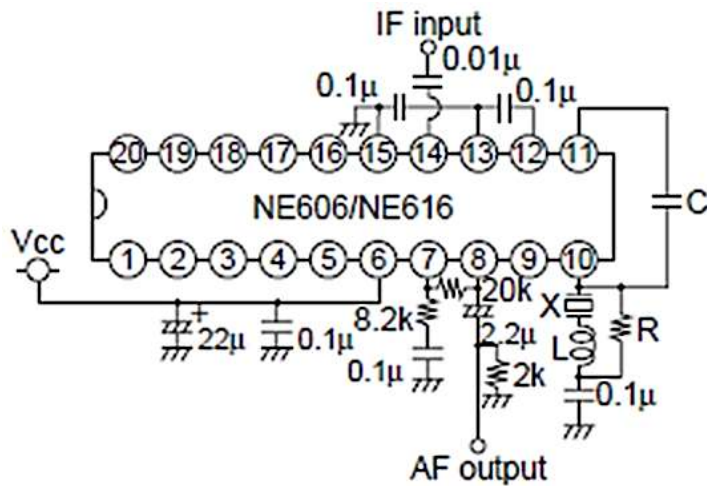 IF input
0.01μ
0.1μ 0.1μ
20 19 18 17 16 15 14 13 12 11
NE606/NE616
C
Vcc
1 2 3 4 5 6 7 8 9 10
+
22μ
0.1μ
8.2k
0.1μ
20k
2.2μ
2k
X
L
R
0.1μ
AF output